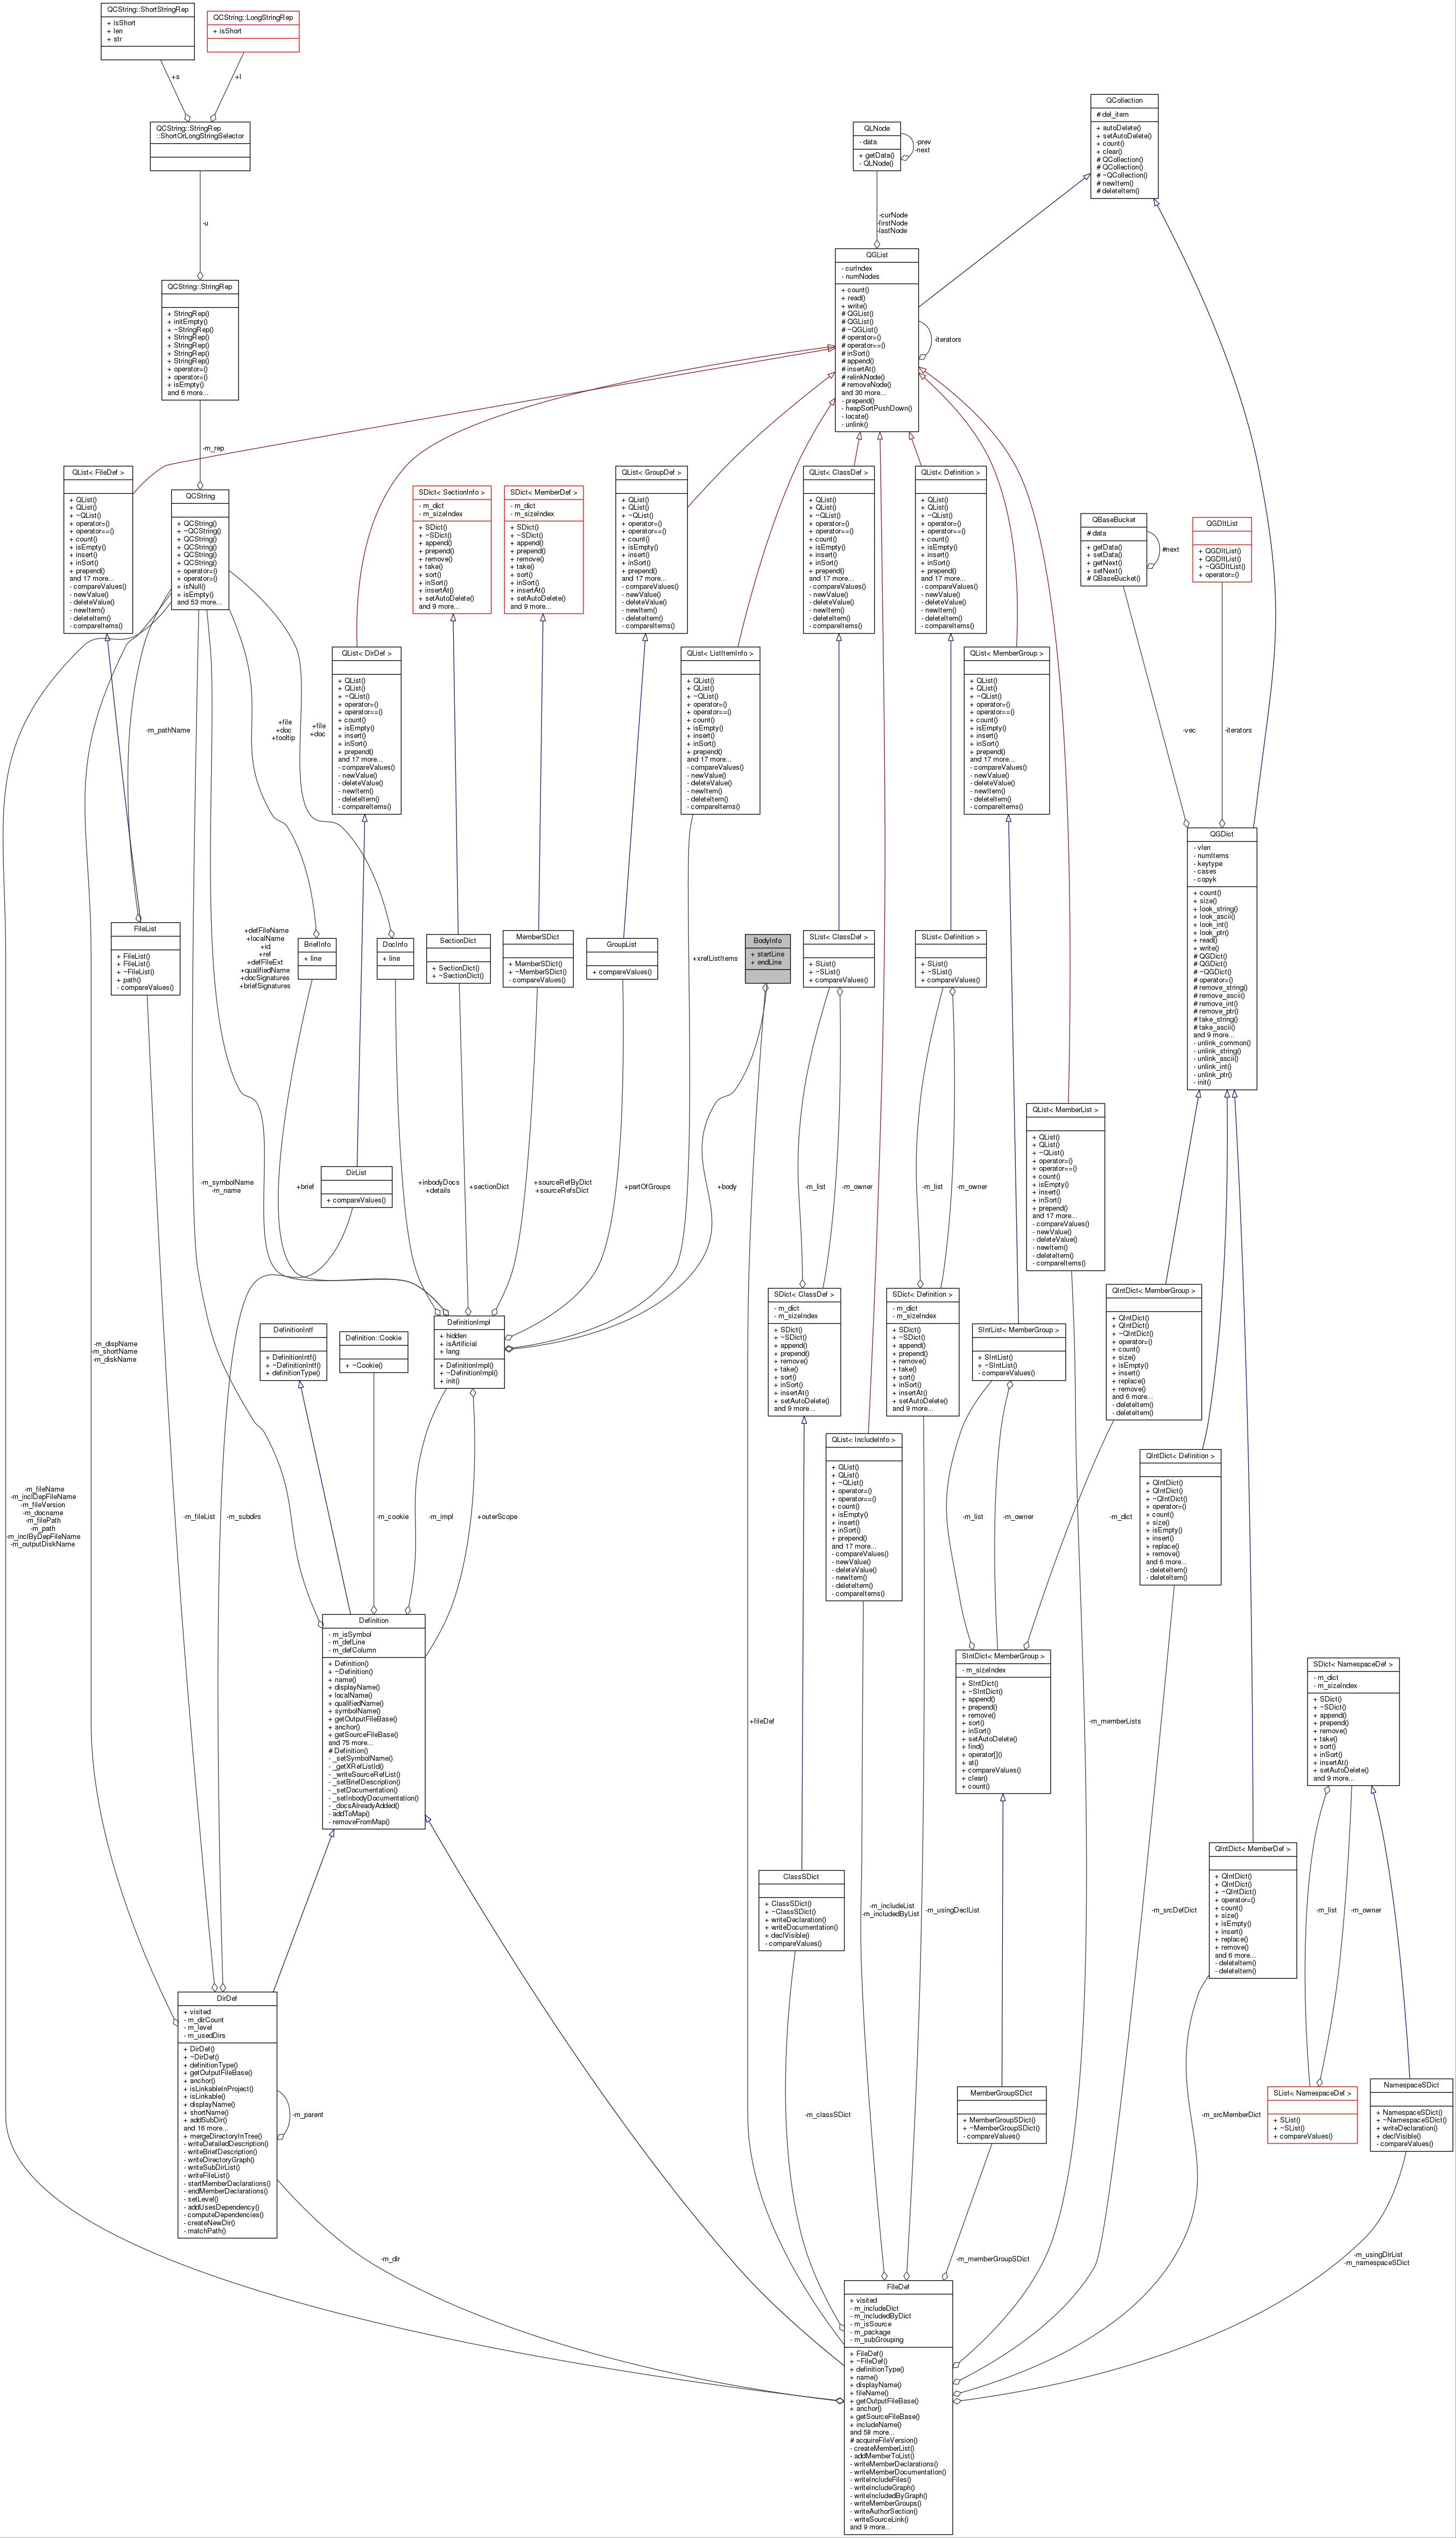 QCString::ShortStringRep
+ isShort
+ len
+ str
QCString::LongStringRep
+ isShort
+s
+l
QCString::StringRep
::ShortOrLongStringSelector
-u
QCString::StringRep
+ StringRep()
+ initEmpty()
+ ~StringRep()
+ StringRep()
+ StringRep()
+ StringRep()
+ StringRep()
+ operator=()
+ operator=()
+ isEmpty()
and 6 more...
-m_rep
QLNode
- data
+ getData()
- QLNode()
-prev
-next
-curNode
-firstNode
-lastNode
QCollection
# del_item
+ autoDelete()
+ setAutoDelete()
+ count()
+ clear()
# QCollection()
# QCollection()
# ~QCollection()
# newItem()
# deleteItem()
QGList
- curIndex
- numNodes
+ count()
+ read()
+ write()
# QGList()
# QGList()
# ~QGList()
# operator=()
# operator==()
# inSort()
# append()
# insertAt()
# relinkNode()
# removeNode()
and 30 more...
- prepend()
- heapSortPushDown()
- locate()
- unlink()
-iterators
QList< FileDef >
+ QList()
+ QList()
+ ~QList()
+ operator=()
+ operator==()
+ count()
+ isEmpty()
+ insert()
+ inSort()
+ prepend()
and 17 more...
- compareValues()
- newValue()
- deleteValue()
- newItem()
- deleteItem()
- compareItems()
QCString
+ QCString()
+ ~QCString()
+ QCString()
+ QCString()
+ QCString()
+ QCString()
+ operator=()
+ operator=()
+ isNull()
+ isEmpty()
and 53 more...
SDict< SectionInfo >
- m_dict
- m_sizeIndex
+ SDict()
+ ~SDict()
+ append()
+ prepend()
+ remove()
+ take()
+ sort()
+ inSort()
+ insertAt()
+ setAutoDelete()
and 9 more...
SDict< MemberDef >
- m_dict
- m_sizeIndex
+ SDict()
+ ~SDict()
+ append()
+ prepend()
+ remove()
+ take()
+ sort()
+ inSort()
+ insertAt()
+ setAutoDelete()
and 9 more...
QList< GroupDef >
+ QList()
+ QList()
+ ~QList()
+ operator=()
+ operator==()
+ count()
+ isEmpty()
+ insert()
+ inSort()
+ prepend()
and 17 more...
- compareValues()
- newValue()
- deleteValue()
- newItem()
- deleteItem()
- compareItems()
QList< ClassDef >
+ QList()
+ QList()
+ ~QList()
+ operator=()
+ operator==()
+ count()
+ isEmpty()
+ insert()
+ inSort()
+ prepend()
and 17 more...
- compareValues()
- newValue()
- deleteValue()
- newItem()
- deleteItem()
- compareItems()
QList< Definition >
+ QList()
+ QList()
+ ~QList()
+ operator=()
+ operator==()
+ count()
+ isEmpty()
+ insert()
+ inSort()
+ prepend()
and 17 more...
- compareValues()
- newValue()
- deleteValue()
- newItem()
- deleteItem()
- compareItems()
QBaseBucket
# data
+ getData()
+ setData()
+ getNext()
+ setNext()
# QBaseBucket()
#next
QGDItList
+ QGDItList()
+ QGDItList()
+ ~QGDItList()
+ operator=()
QList< DirDef >
+ QList()
+ QList()
+ ~QList()
+ operator=()
+ operator==()
+ count()
+ isEmpty()
+ insert()
+ inSort()
+ prepend()
and 17 more...
- compareValues()
- newValue()
- deleteValue()
- newItem()
- deleteItem()
- compareItems()
QList< ListItemInfo >
+ QList()
+ QList()
+ ~QList()
+ operator=()
+ operator==()
+ count()
+ isEmpty()
+ insert()
+ inSort()
+ prepend()
and 17 more...
- compareValues()
- newValue()
- deleteValue()
- newItem()
- deleteItem()
- compareItems()
QList< MemberGroup >
+ QList()
+ QList()
+ ~QList()
+ operator=()
+ operator==()
+ count()
+ isEmpty()
+ insert()
+ inSort()
+ prepend()
and 17 more...
- compareValues()
- newValue()
- deleteValue()
- newItem()
- deleteItem()
- compareItems()
-m_pathName
+file
+doc
+tooltip
+file
+doc
-vec
-iterators
QGDict
- vlen
- numItems
- keytype
- cases
- copyk
+ count()
+ size()
+ look_string()
+ look_ascii()
+ look_int()
+ look_ptr()
+ read()
+ write()
# QGDict()
# QGDict()
# ~QGDict()
# operator=()
# remove_string()
# remove_ascii()
# remove_int()
# remove_ptr()
# take_string()
# take_ascii()
and 9 more...
- unlink_common()
- unlink_string()
- unlink_ascii()
- unlink_int()
- unlink_ptr()
- init()
FileList
+ FileList()
+ FileList()
+ ~FileList()
+ path()
- compareValues()
+defFileName
+localName
+id
+ref
+defFileExt
+qualifiedName
+docSignatures
+briefSignatures
BriefInfo
+ line
DocInfo
+ line
SectionDict
+ SectionDict()
+ ~SectionDict()
MemberSDict
+ MemberSDict()
+ ~MemberSDict()
- compareValues()
GroupList
+ compareValues()
+xrefListItems
BodyInfo
+ startLine
+ endLine
SList< ClassDef >
+ SList()
+ ~SList()
+ compareValues()
SList< Definition >
+ SList()
+ ~SList()
+ compareValues()
QList< MemberList >
+ QList()
+ QList()
+ ~QList()
+ operator=()
+ operator==()
+ count()
+ isEmpty()
+ insert()
+ inSort()
+ prepend()
and 17 more...
- compareValues()
- newValue()
- deleteValue()
- newItem()
- deleteItem()
- compareItems()
-m_symbolName
-m_name
+brief
DirList
+ compareValues()
+inbodyDocs
+details
+sectionDict
+sourceRefByDict
+sourceRefsDict
+partOfGroups
+body
-m_list
-m_owner
-m_list
-m_owner
SDict< ClassDef >
- m_dict
- m_sizeIndex
+ SDict()
+ ~SDict()
+ append()
+ prepend()
+ remove()
+ take()
+ sort()
+ inSort()
+ insertAt()
+ setAutoDelete()
and 9 more...
SDict< Definition >
- m_dict
- m_sizeIndex
+ SDict()
+ ~SDict()
+ append()
+ prepend()
+ remove()
+ take()
+ sort()
+ inSort()
+ insertAt()
+ setAutoDelete()
and 9 more...
QIntDict< MemberGroup >
+ QIntDict()
+ QIntDict()
+ ~QIntDict()
+ operator=()
+ count()
+ size()
+ isEmpty()
+ insert()
+ replace()
+ remove()
and 6 more...
- deleteItem()
- deleteItem()
-m_dispName
-m_shortName
-m_diskName
DefinitionIntf
+ DefinitionIntf()
+ ~DefinitionIntf()
+ definitionType()
Definition::Cookie
+ ~Cookie()
DefinitionImpl
+ hidden
+ isArtificial
+ lang
+ DefinitionImpl()
+ ~DefinitionImpl()
+ init()
SIntList< MemberGroup >
+ SIntList()
+ ~SIntList()
- compareValues()
QList< IncludeInfo >
+ QList()
+ QList()
+ ~QList()
+ operator=()
+ operator==()
+ count()
+ isEmpty()
+ insert()
+ inSort()
+ prepend()
and 17 more...
- compareValues()
- newValue()
- deleteValue()
- newItem()
- deleteItem()
- compareItems()
QIntDict< Definition >
+ QIntDict()
+ QIntDict()
+ ~QIntDict()
+ operator=()
+ count()
+ size()
+ isEmpty()
+ insert()
+ replace()
+ remove()
and 6 more...
- deleteItem()
- deleteItem()
-m_fileName
-m_inclDepFileName
-m_fileVersion
-m_docname
-m_filePath
-m_path
-m_inclByDepFileName
-m_outputDiskName
-m_fileList
-m_subdirs
-m_cookie
-m_impl
+outerScope
-m_list
-m_owner
-m_dict
Definition
- m_isSymbol
- m_defLine
- m_defColumn
+ Definition()
+ ~Definition()
+ name()
+ displayName()
+ localName()
+ qualifiedName()
+ symbolName()
+ getOutputFileBase()
+ anchor()
+ getSourceFileBase()
and 75 more...
# Definition()
- _setSymbolName()
- _getXRefListId()
- _writeSourceRefList()
- _setBriefDescription()
- _setDocumentation()
- _setInbodyDocumentation()
- _docsAlreadyAdded()
- addToMap()
- removeFromMap()
SIntDict< MemberGroup >
- m_sizeIndex
+ SIntDict()
+ ~SIntDict()
+ append()
+ prepend()
+ remove()
+ sort()
+ inSort()
+ setAutoDelete()
+ find()
+ operator[]()
+ at()
+ compareValues()
+ clear()
+ count()
SDict< NamespaceDef >
- m_dict
- m_sizeIndex
+ SDict()
+ ~SDict()
+ append()
+ prepend()
+ remove()
+ take()
+ sort()
+ inSort()
+ insertAt()
+ setAutoDelete()
and 9 more...
+fileDef
-m_memberLists
ClassSDict
+ ClassSDict()
+ ~ClassSDict()
+ writeDeclaration()
+ writeDocumentation()
+ declVisible()
- compareValues()
-m_includeList
-m_includedByList
-m_usingDeclList
-m_srcDefDict
QIntDict< MemberDef >
+ QIntDict()
+ QIntDict()
+ ~QIntDict()
+ operator=()
+ count()
+ size()
+ isEmpty()
+ insert()
+ replace()
+ remove()
and 6 more...
- deleteItem()
- deleteItem()
-m_list
-m_owner
DirDef
+ visited
- m_dirCount
- m_level
- m_usedDirs
+ DirDef()
+ ~DirDef()
+ definitionType()
+ getOutputFileBase()
+ anchor()
+ isLinkableInProject()
+ isLinkable()
+ displayName()
+ shortName()
+ addSubDir()
and 16 more...
+ mergeDirectoryInTree()
- writeDetailedDescription()
- writeBriefDescription()
- writeDirectoryGraph()
- writeSubDirList()
- writeFileList()
- startMemberDeclarations()
- endMemberDeclarations()
- setLevel()
- addUsesDependency()
- computeDependencies()
- createNewDir()
- matchPath()
-m_parent
-m_classSDict
MemberGroupSDict
+ MemberGroupSDict()
+ ~MemberGroupSDict()
- compareValues()
-m_srcMemberDict
SList< NamespaceDef >
+ SList()
+ ~SList()
+ compareValues()
NamespaceSDict
+ NamespaceSDict()
+ ~NamespaceSDict()
+ writeDeclaration()
+ declVisible()
- compareValues()
-m_dir
-m_memberGroupSDict
-m_usingDirList
-m_namespaceSDict
FileDef
+ visited
- m_includeDict
- m_includedByDict
- m_isSource
- m_package
- m_subGrouping
+ FileDef()
+ ~FileDef()
+ definitionType()
+ name()
+ displayName()
+ fileName()
+ getOutputFileBase()
+ anchor()
+ getSourceFileBase()
+ includeName()
and 58 more...
# acquireFileVersion()
- createMemberList()
- addMemberToList()
- writeMemberDeclarations()
- writeMemberDocumentation()
- writeIncludeFiles()
- writeIncludeGraph()
- writeIncludedByGraph()
- writeMemberGroups()
- writeAuthorSection()
- writeSourceLink()
and 9 more...